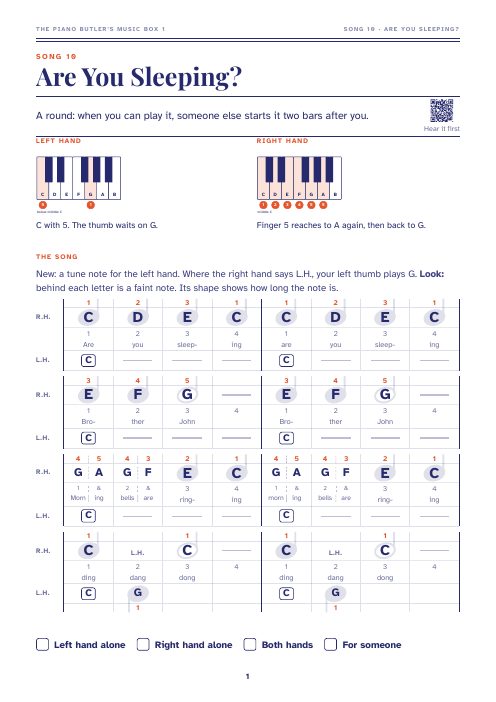 THE PIANO BUTLER'S MUSIC BOX 1 SONG 10 · ARE YOU SLEEPING?
SONG 10
Are You Sleeping?
A round: when you can play it, someone else starts it two bars after you.
Hear it first
LEFT HAND RIGHT HAND
C D E F G A B C D E F G A B
5 1 1 2 3 4 5 5
C with 5. The thumb waits on G. Finger 5 reaches to A again, then back to G.
THE SONG
New: a tune note for the left hand. Where the right hand says L.H., your left thumb plays G. Look:
behind each letter is a faint note. Its shape shows how long the note is.
1 2 3 1 1 2 3 1
R.H. C D E C C D E C
1 2 3 4 1 2 3 4
Are you sleep- ing are you sleep- ing
L.H. C C
3 4 5 3 4 5
R.H. E F G E F G
1 2 3 4 1 2 3 4
Bro- ther John Bro- ther John
L.H. C C
4 5 4 3 2 1 4 5 4 3 2 1
R.H. G A G F E C G A G F E C
1 & 2 & 3 4 1 & 2 & 3 4
Morn ing bells are ring- ing Morn ing bells are ring- ing
L.H. C C
1 1 1 1
R.H. C L.H. C C L.H. C
1 2 3 4 1 2 3 4
ding dang dong ding dang dong
L.H. C G C G
1 1
Left hand alone Right hand alone Both hands For someone
1